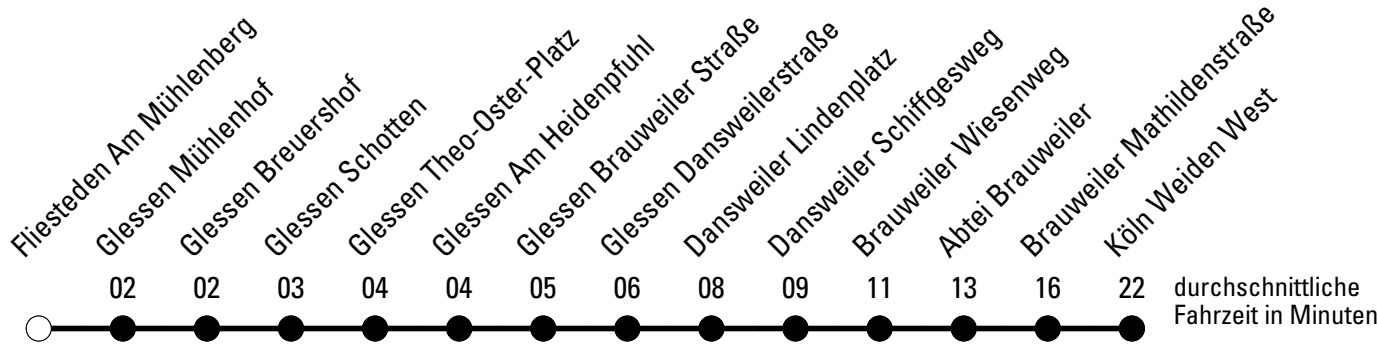 Fliesteden Am Mühlenberg
Glessen Mühlenhof
Glessen Breuershof
Glessen Schotten
Glessen Theo-Oster-Platz
Glessen Am Heidenpfuhl
Glessen Brauweiler Straße
Glessen Dansweilerstraße
Dansweiler Lindenplatz
Dansweiler Schiffgesweg
Brauweiler Wiesenweg
Abtei Brauweiler
Brauweiler Mathildenstraße
Köln Weiden West
02 02 03 04 04 05 06 08 09 11 13 16 22
durchschnittliche
Fahrzeit in Minuten